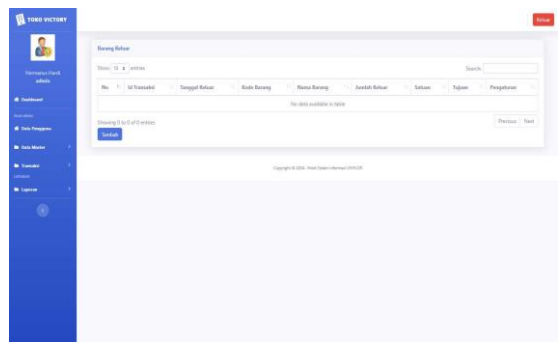 TOKO VICTORY
Keluar
admin
Barang Keluar
Show 10 entries
Search:
No Id Transaksi Tanggal Keluar Kode Barang Nama Barang Jumlah Keluar Satuan Tujuan Pengaturan
No data available in table
Showing 0 to 0 of 0 entries
Previous Next
Tambah
Dashboard
Data Pengguna
Data Master
Transaksi
Laporan